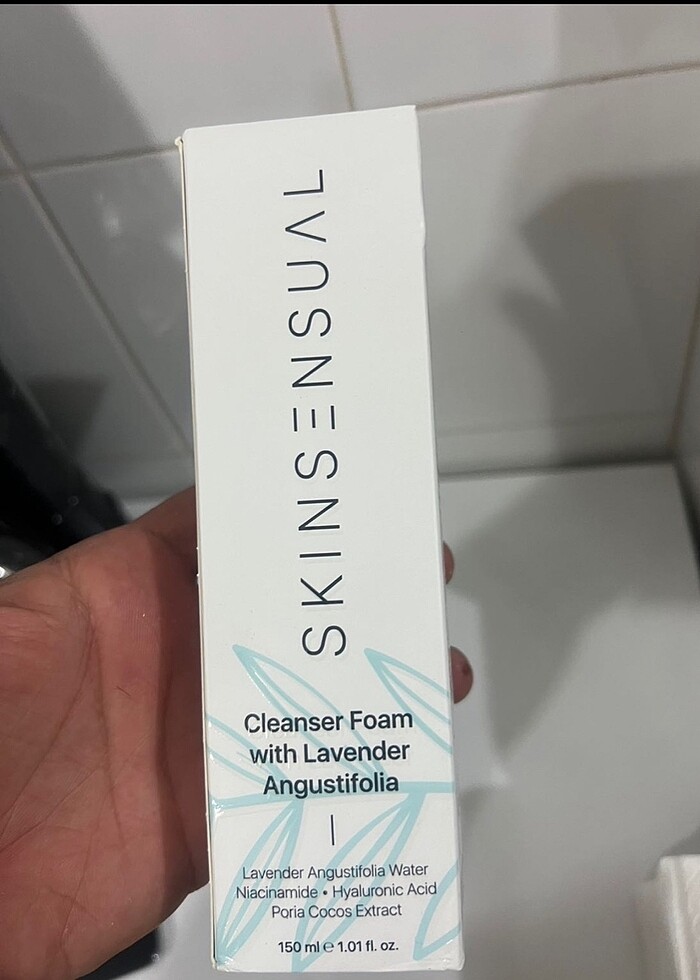 SKINSENSUAL
Cleanser Foam
with Lavender
Angustifolia
Lavender Angustifolia Water
Niacinamide • Hyaluronic Acid
Poria Cocos Extract
150 ml ℮ 1.01 fl. oz.